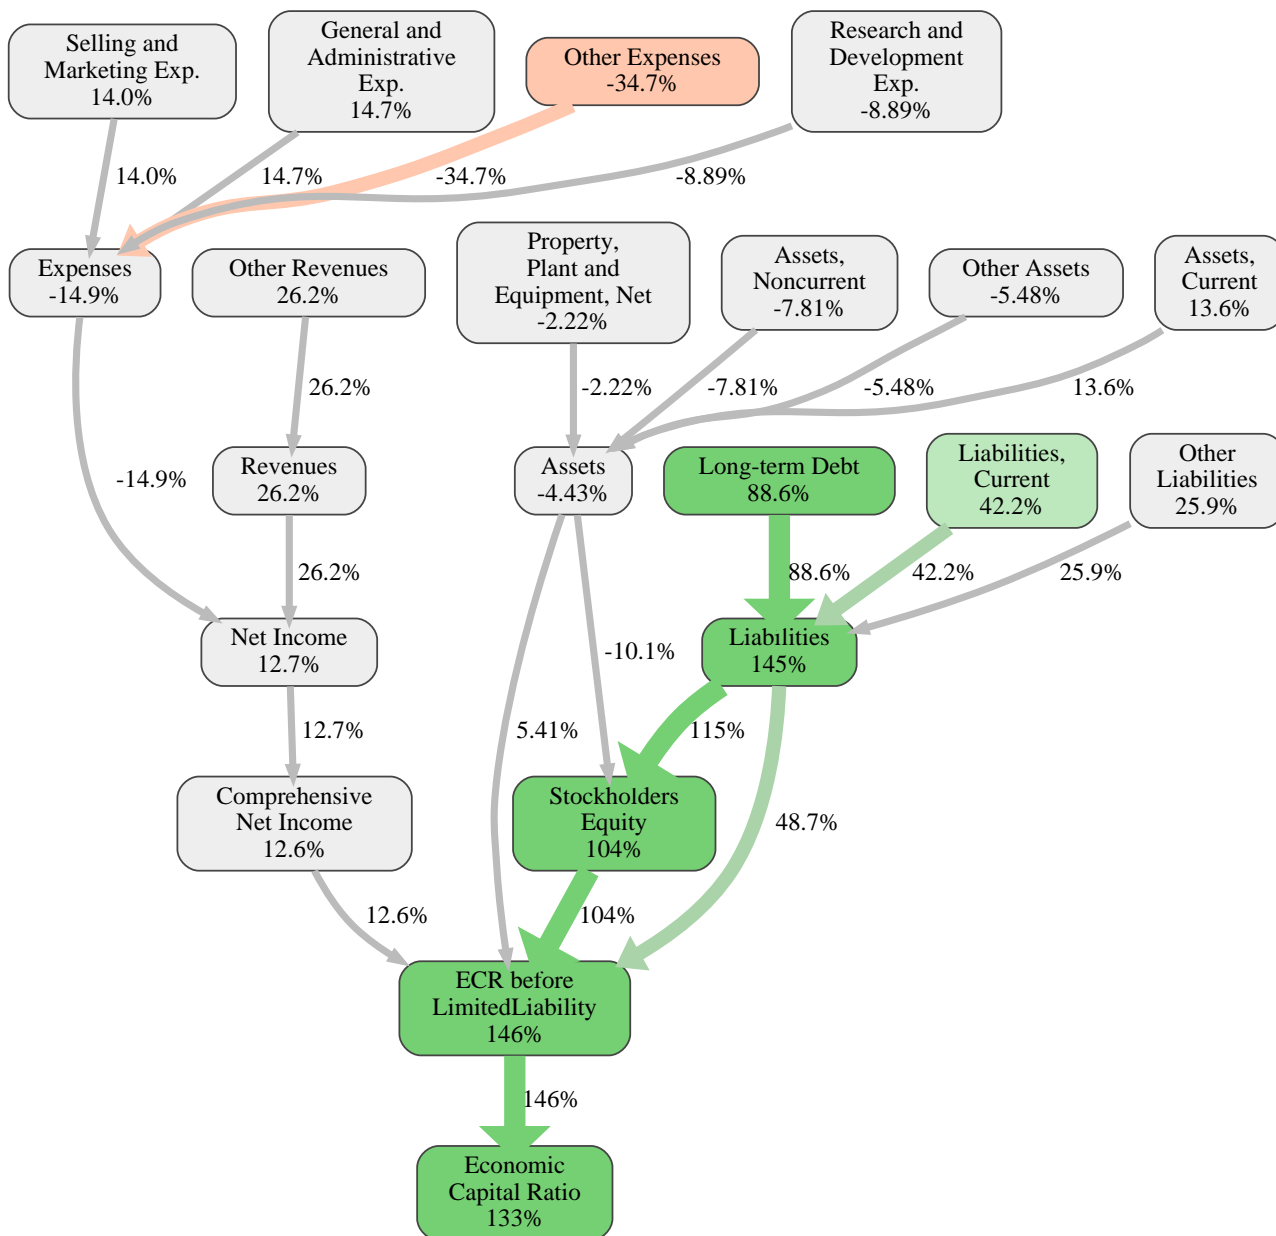 Selling and
Marketing Exp.
14.0%
General and
Administrative
Exp.
14.7%
Other Expenses
-34.7%
Research and
Development
Exp.
-8.89%
14.0%
14.7%
-34.7%
-8.89%
Expenses
-14.9%
Other Revenues
26.2%
Property,
Plant and
Equipment, Net
-2.22%
Assets,
Noncurrent
-7.81%
Other Assets
-5.48%
Assets,
Current
13.6%
26.2%
-2.22%
-7.81%
-5.48%
13.6%
-14.9%
Revenues
26.2%
Assets
-4.43%
Long-term Debt
88.6%
Liabilities,
Current
42.2%
Other
Liabilities
25.9%
26.2%
88.6%
42.2%
25.9%
Net Income
12.7%
-10.1%
Liabilities
145%
12.7%
5.41%
115%
Comprehensive
Net Income
12.6%
Stockholders
Equity
104%
48.7%
12.6%
104%
ECR before
LimitedLiability
146%
146%
Economic
Capital Ratio
133%